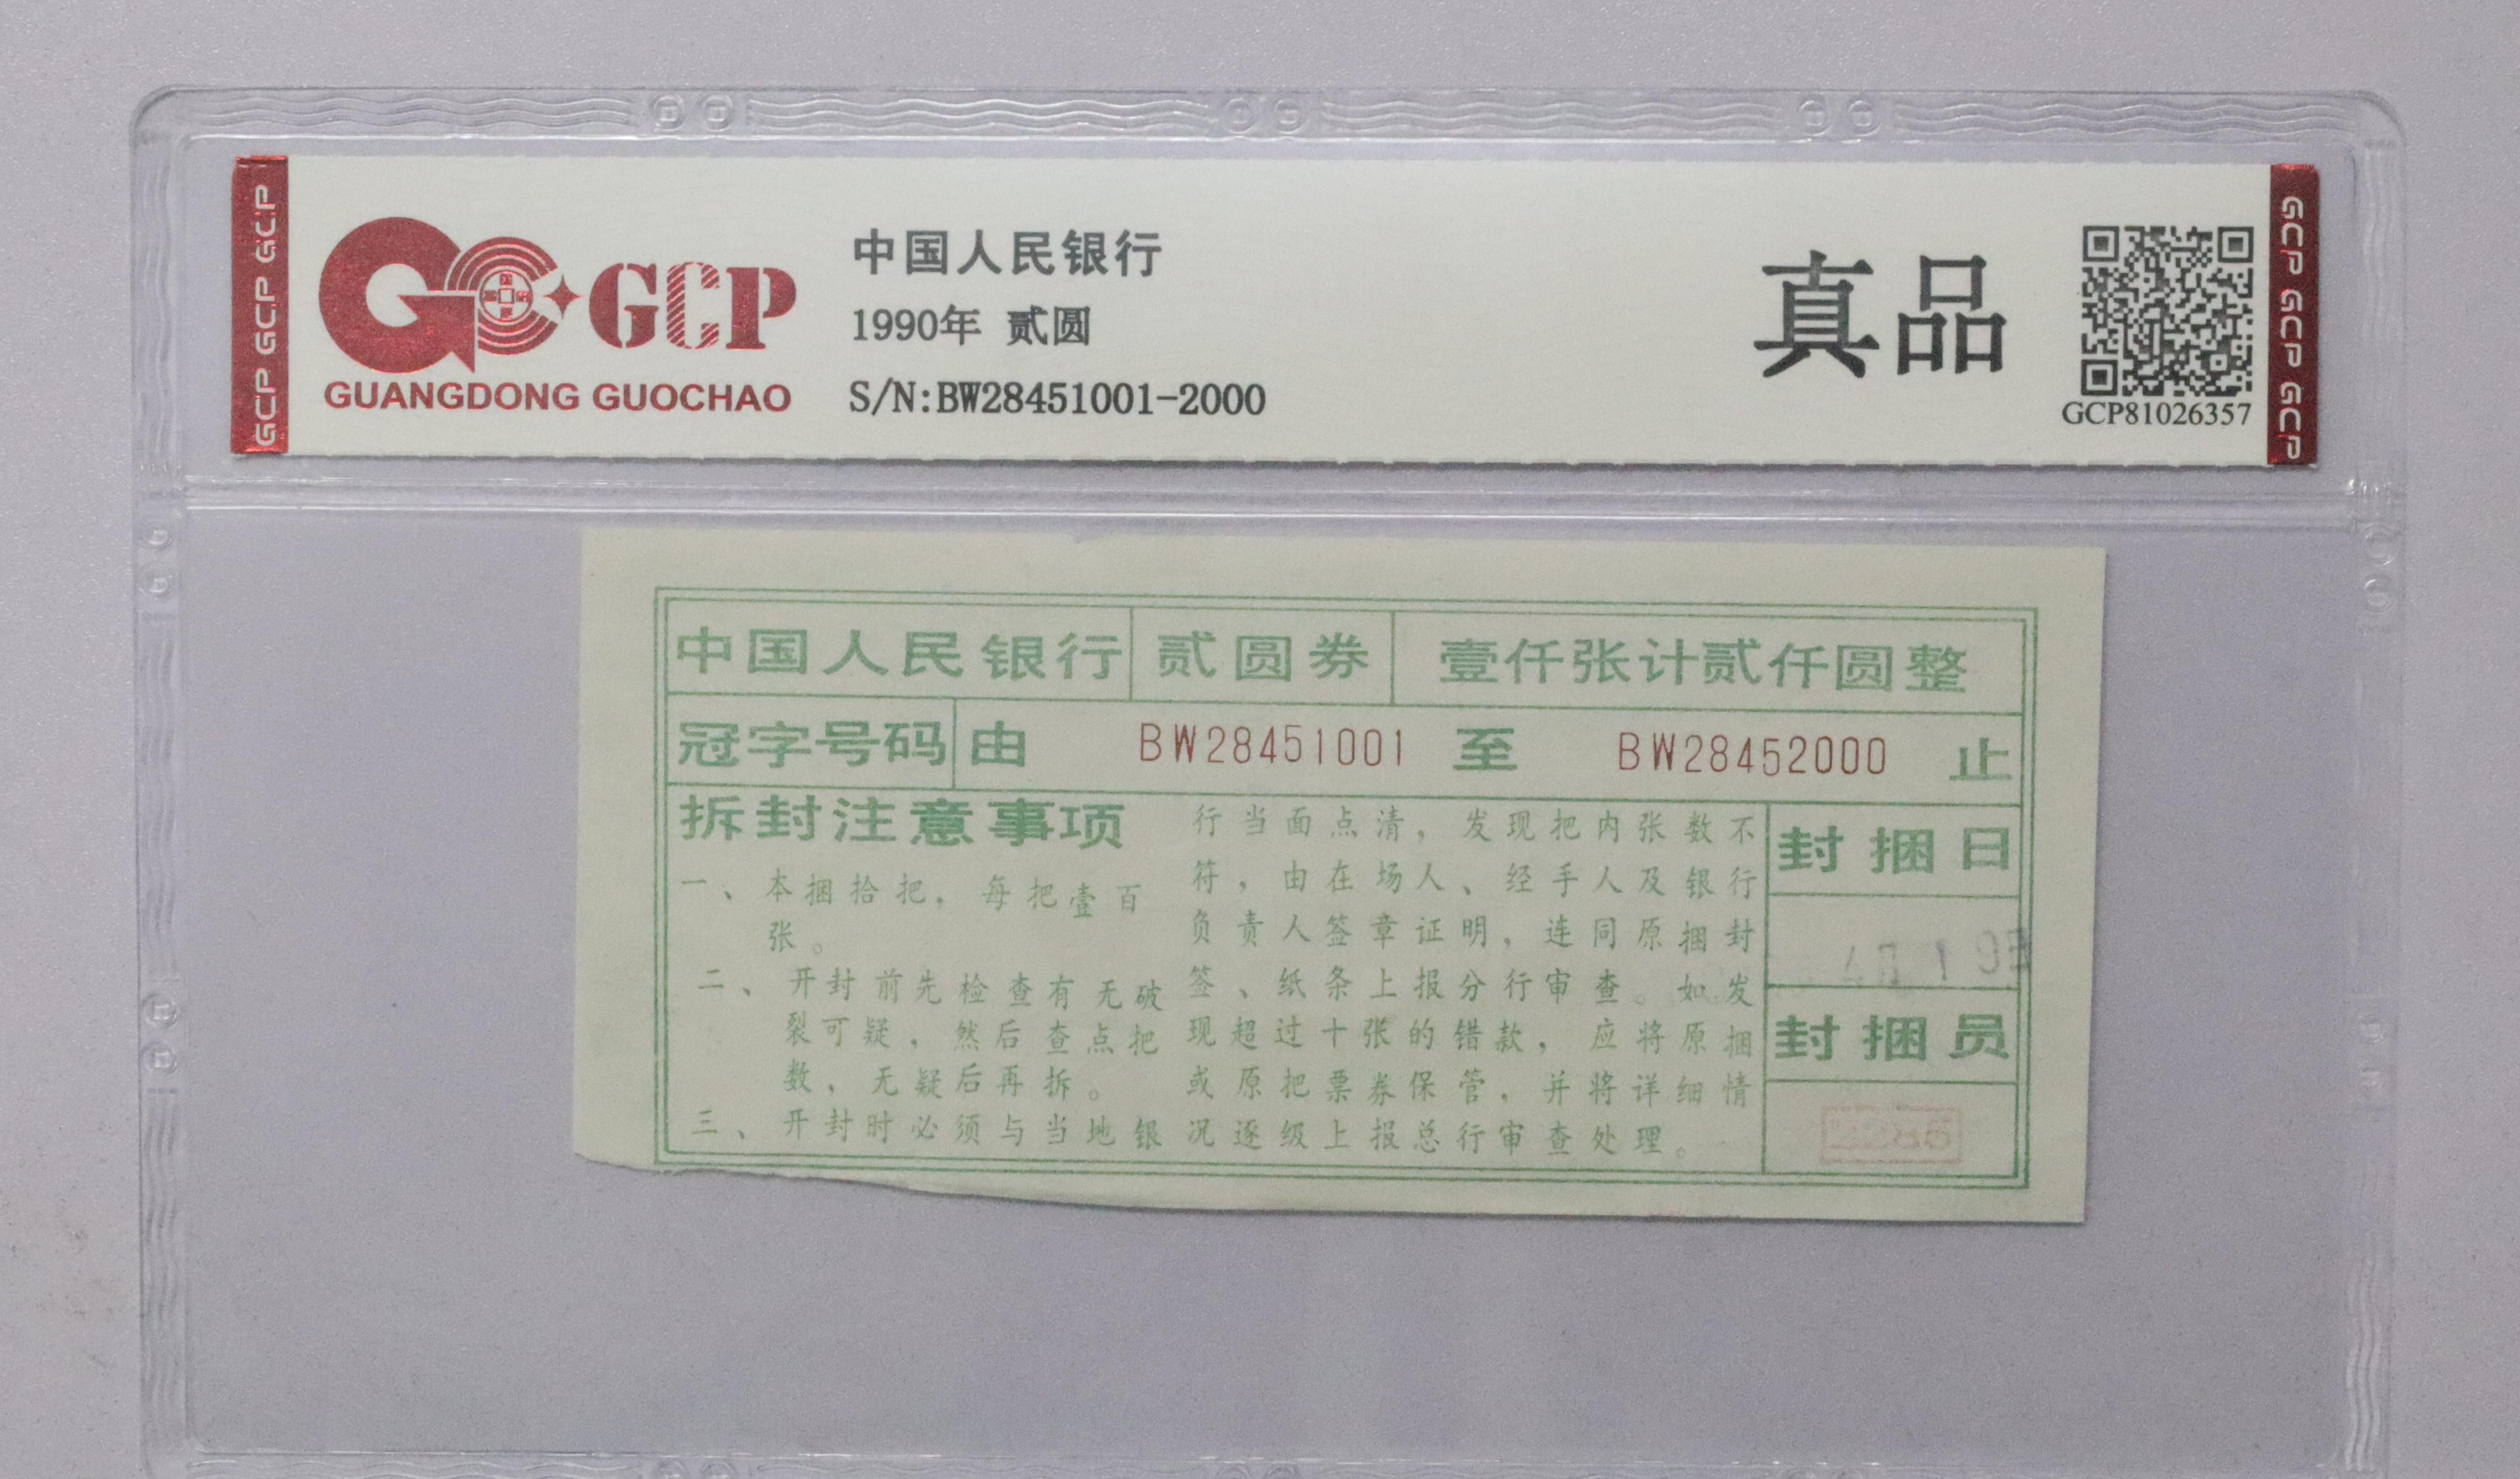 GCP GCP GCP
GCP
GUANGDONG GUOCHAO
中国人民银行
1990年 贰圆
S/N:BW28451001-2000
真品
GCP81026357
GCP GCP GCP
中国人民银行 贰圆券 壹仟张计贰仟圆整
冠字号码 由 BW28451001 至 BW28452000 止
拆封注意事项
一、本捆拾把，每把壹百
张。
二、开封前先检查有无破
裂可疑，然后查点把
数、无疑后再拆。
三、开封时必须与当地银
行当面点清，发现把内张数不
符，由在场人、经手人及银行
负责人签章证明，连同原捆封
签、纸条上报分行审查。如发
现超过十张的错款，应将原捆
或原把票券保管，并将详细情
况逐级上报总行审查处理。
封捆日
封捆员